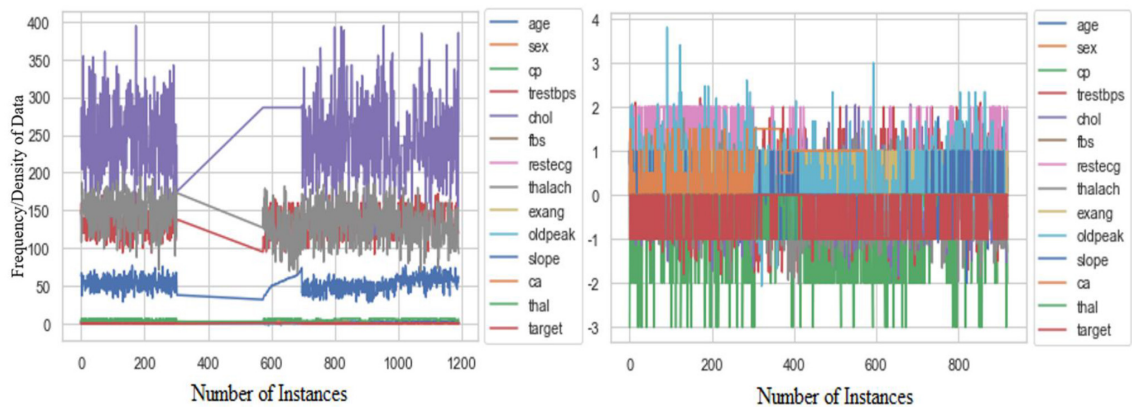 Frequency/Density of Data
400
350
300
250
200
150
100
50
0
0 200 400 600 800 1000 1200
Number of Instances
age
sex
cp
trestbps
chol
fbs
restecg
thalach
exang
oldpeak
slope
ca
thal
target
4
3
2
1
0
-1
-2
-3
0 200 400 600 800
Number of Instances
age
sex
cp
trestbps
chol
fbs
restecg
thalach
exang
oldpeak
slope
ca
thal
target